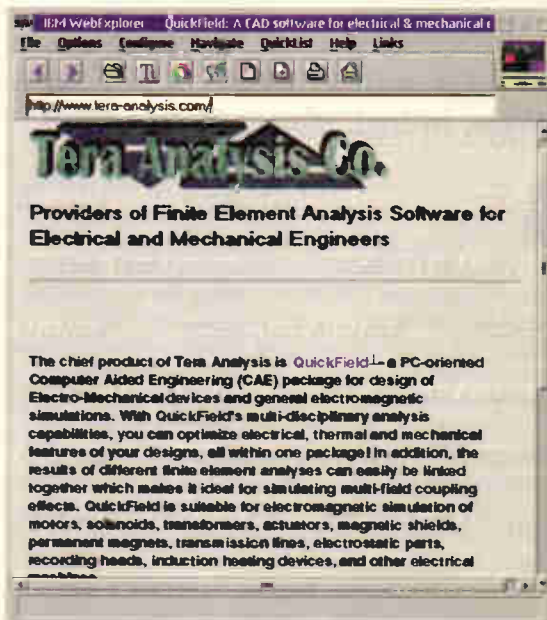 IBM WebExplorer - QuickField: A CAD software for electrical & mechanical e
File Options Configure Navigate QuickList Help Links
http://www.tera-analysis.com/
Tera Analysis Co.
Providers of Finite Element Analysis Software for
Electrical and Mechanical Engineers
The chief product of Tera Analysis is QuickField - a PC-oriented
Computer Aided Engineering (CAE) package for design of
Electro-Mechanical devices and general electromagnetic
simulations. With QuickField's multi-disciplinary analysis
capabilities, you can optimize electrical, thermal and mechanical
features of your designs, all within one package! In addition, the
results of different finite element analyses can easily be linked
together which makes it ideal for simulating multi-field coupling
effects. QuickField is suitable for electromagnetic simulation of
motors, solenoids, transformers, actuators, magnetic shields,
permanent magnets, transmission lines, electrostatic parts,
recording heads, induction heating devices, and other electrical